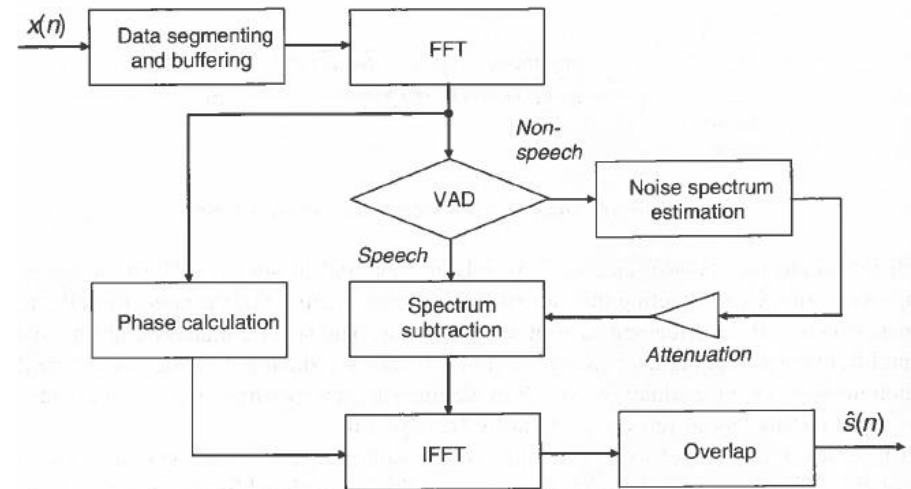 x(n)
Data segmenting
and buffering
FFT
Non-
speech
VAD
Noise spectrum
estimation
Speech
Phase calculation
Spectrum
subtraction
Attenuation
IFFT
Overlap
ŝ(n)